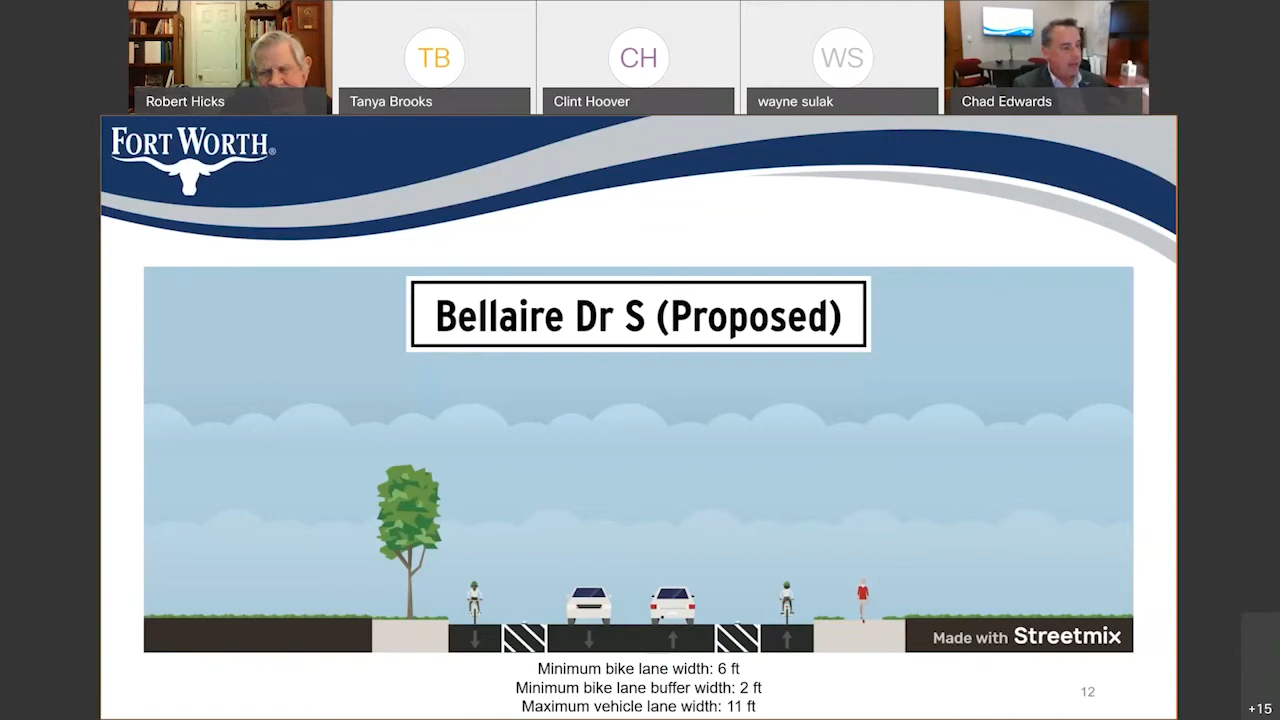 TB
CH
WS
Robert Hicks
Tanya Brooks
Clint Hoover
wayne sulak
Chad Edwards
FORT WORTH®
Bellaire Dr S (Proposed)
Made with Streetmix
Minimum bike lane width: 6 ft
Minimum bike lane buffer width: 2 ft
Maximum vehicle lane width: 11 ft
12
+15